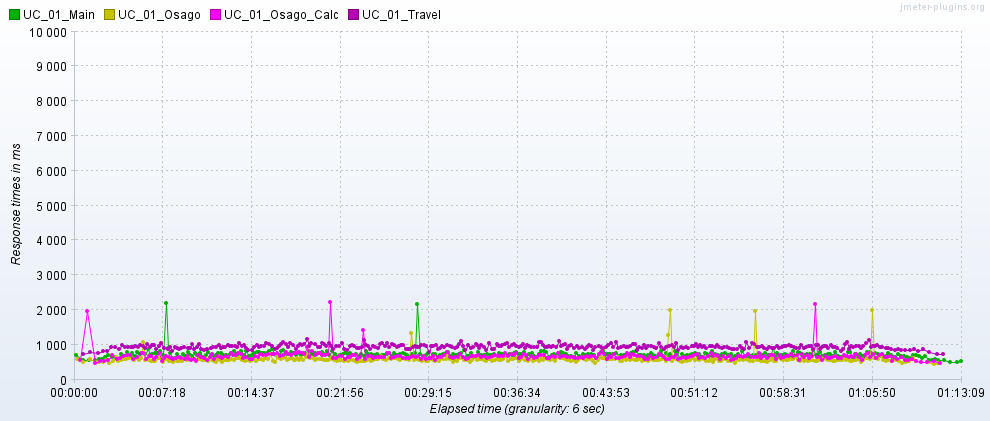 UC_01_Main UC_01_Osago UC_01_Osago_Calc UC_01_Travel
jmeter-plugins.org
10 000
9 000
8 000
7 000
6 000
5 000
4 000
3 000
2 000
1 000
0
Response times in ms
00:00:00 00:07:18 00:14:37 00:21:56 00:29:15 00:36:34 00:43:53 00:51:12 00:58:31 01:05:50 01:13:09
Elapsed time (granularity: 6 sec)